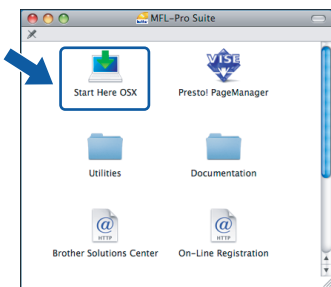 MFL-Pro Suite
VISE
Start Here OSX
Presto! PageManager
Utilities
Documentation
@
HTTP
@
HTTP
Brother Solutions Center
On-Line Registration